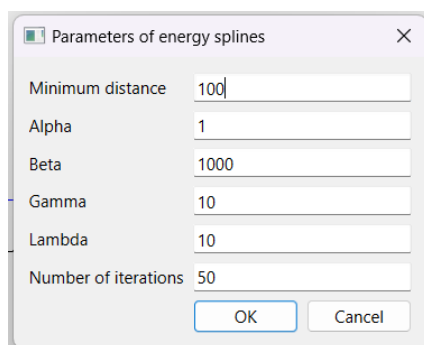 Parameters of energy splines
Minimum distance 100
Alpha 1
Beta 1000
Gamma 10
Lambda 10
Number of iterations 50
OK Cancel